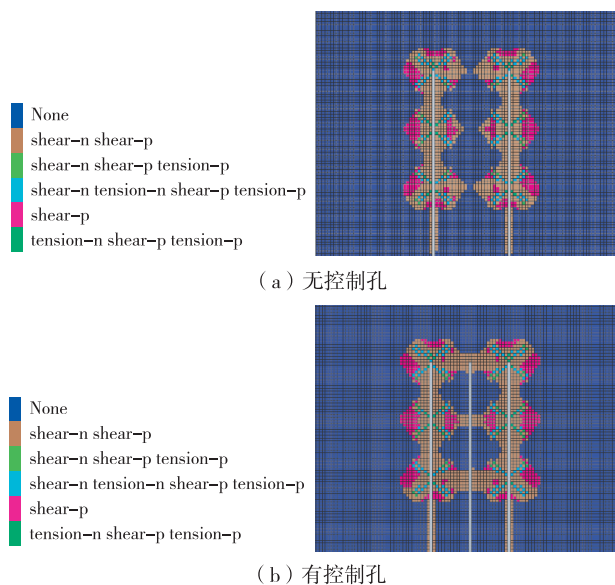 None
shear-n shear-p
shear-n shear-p tension-p
shear-n tension-n shear-p tension-p
shear-p
tension-n shear-p tension-p
(a)无控制孔
None
shear-n shear-p
shear-n shear-p tension-p
shear-n tension-n shear-p tension-p
shear-p
tension-n shear-p tension-p
(b)有控制孔